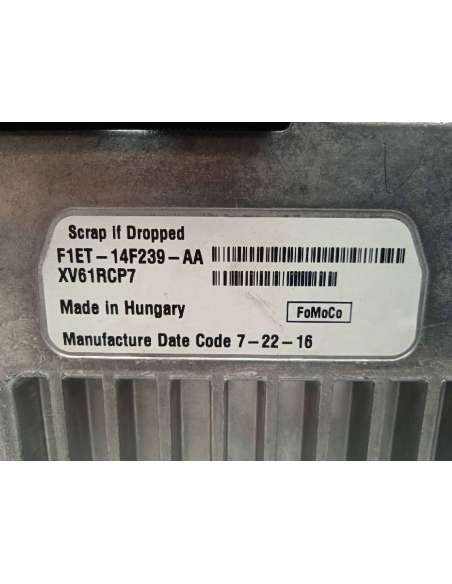 Scrap if Dropped
F1ET-14F239-AA
XV61RCP7
Made in Hungary FoMoCo
Manufacture Date Code 7-22-16